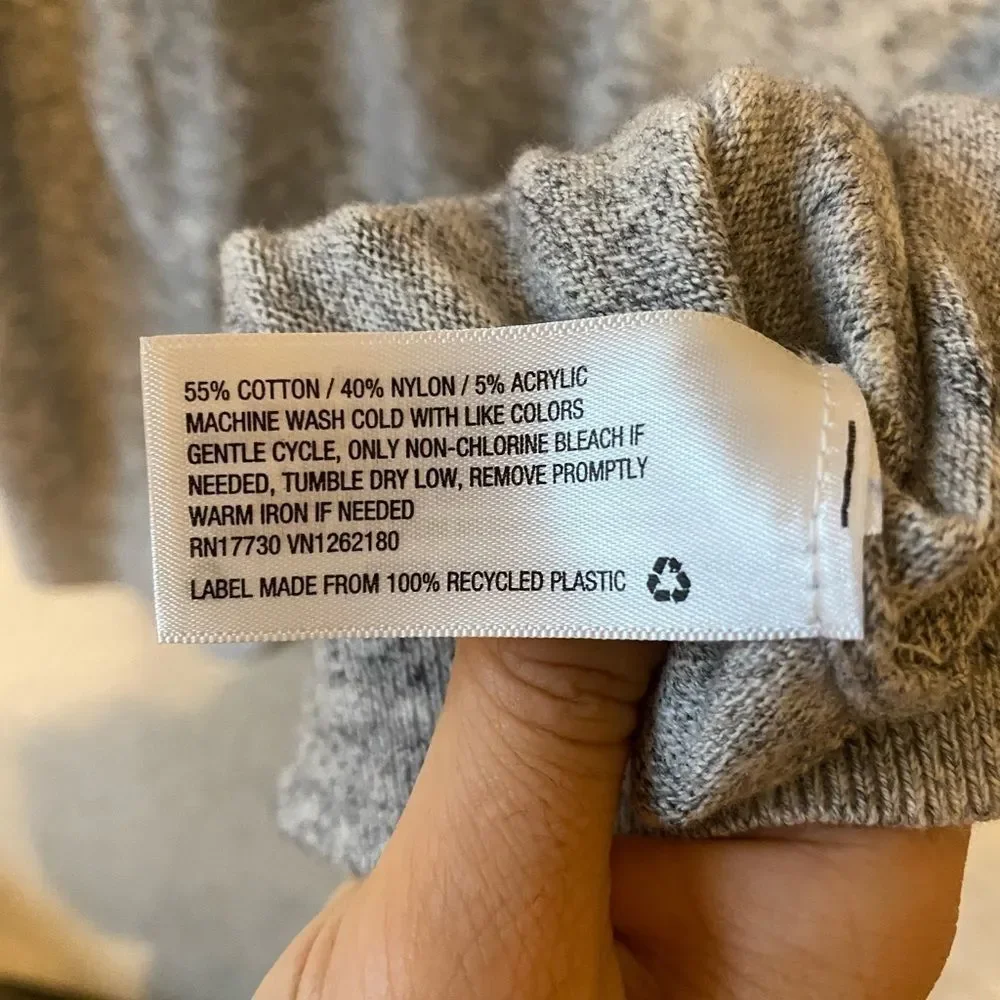 55% COTTON / 40% NYLON / 5% ACRYLIC
MACHINE WASH COLD WITH LIKE COLORS
GENTLE CYCLE, ONLY NON-CHLORINE BLEACH IF
NEEDED, TUMBLE DRY LOW, REMOVE PROMPTLY
WARM IRON IF NEEDED
RN17730 VN1262180
LABEL MADE FROM 100% RECYCLED PLASTIC